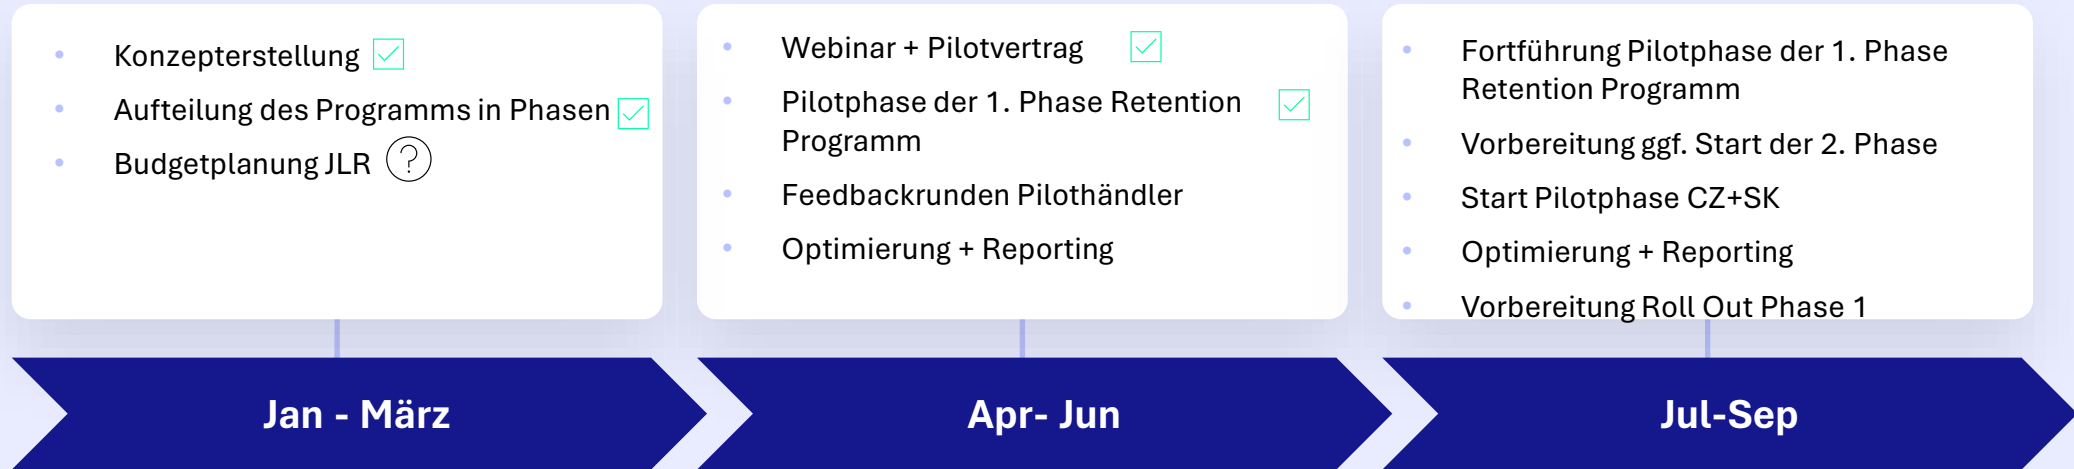 Konzepterstellung
Aufteilung des Programms in Phasen
Budgetplanung JLR ?
Webinar + Pilotvertrag
Pilotphase der 1. Phase Retention
Programm
Feedbackrunden Pilothändler
Optimierung + Reporting
Fortführung Pilotphase der 1. Phase
Retention Programm
Vorbereitung ggf. Start der 2. Phase
Start Pilotphase CZ+SK
Optimierung + Reporting
Vorbereitung Roll Out Phase 1
Jan - März
Apr- Jun
Jul-Sep